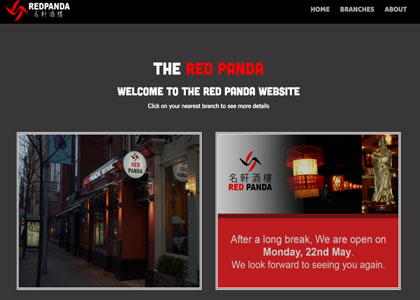 REDPANDA
名軒酒樓
HOME BRANCHES ABOUT
THE RED PANDA
WELCOME TO THE RED PANDA WEBSITE
Click on your nearest branch to see more details
RED
PANDA
名軒酒樓
RED PANDA
After a long break, We are open on
Monday, 22nd May.
We look forward to seeing you again.